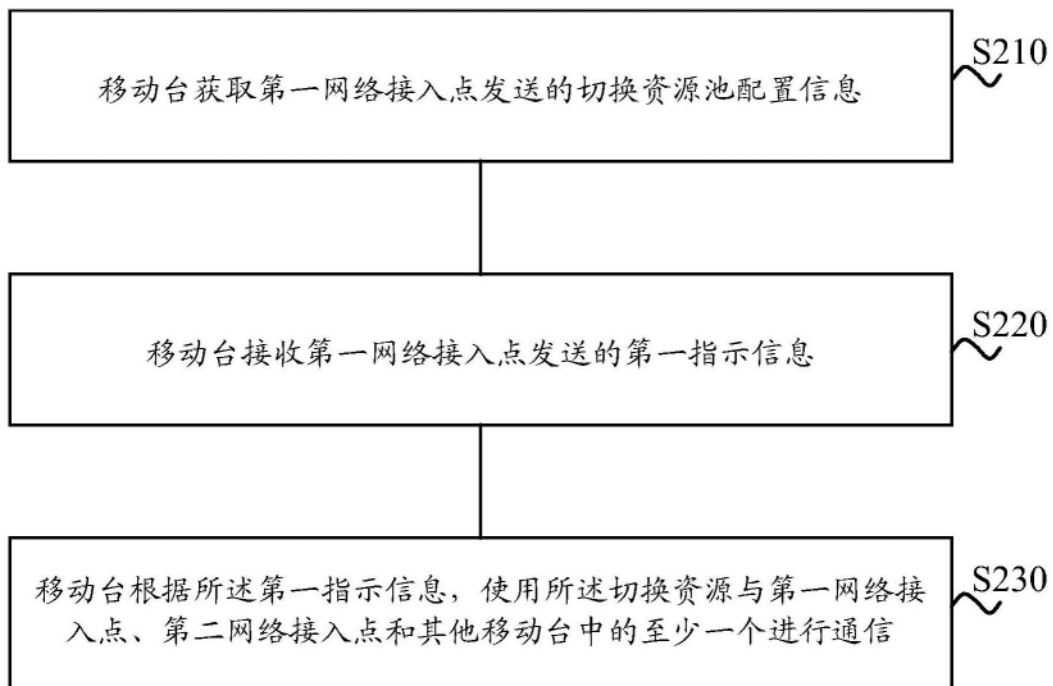 移动台获取第一网络接入点发送的切换资源池配置信息
S210
移动台接收第一网络接入点发送的第一指示信息
S220
移动台根据所述第一指示信息，使用所述切换资源与第一网络接
入点、第二网络接入点和其他移动台中的至少一个进行通信
S230